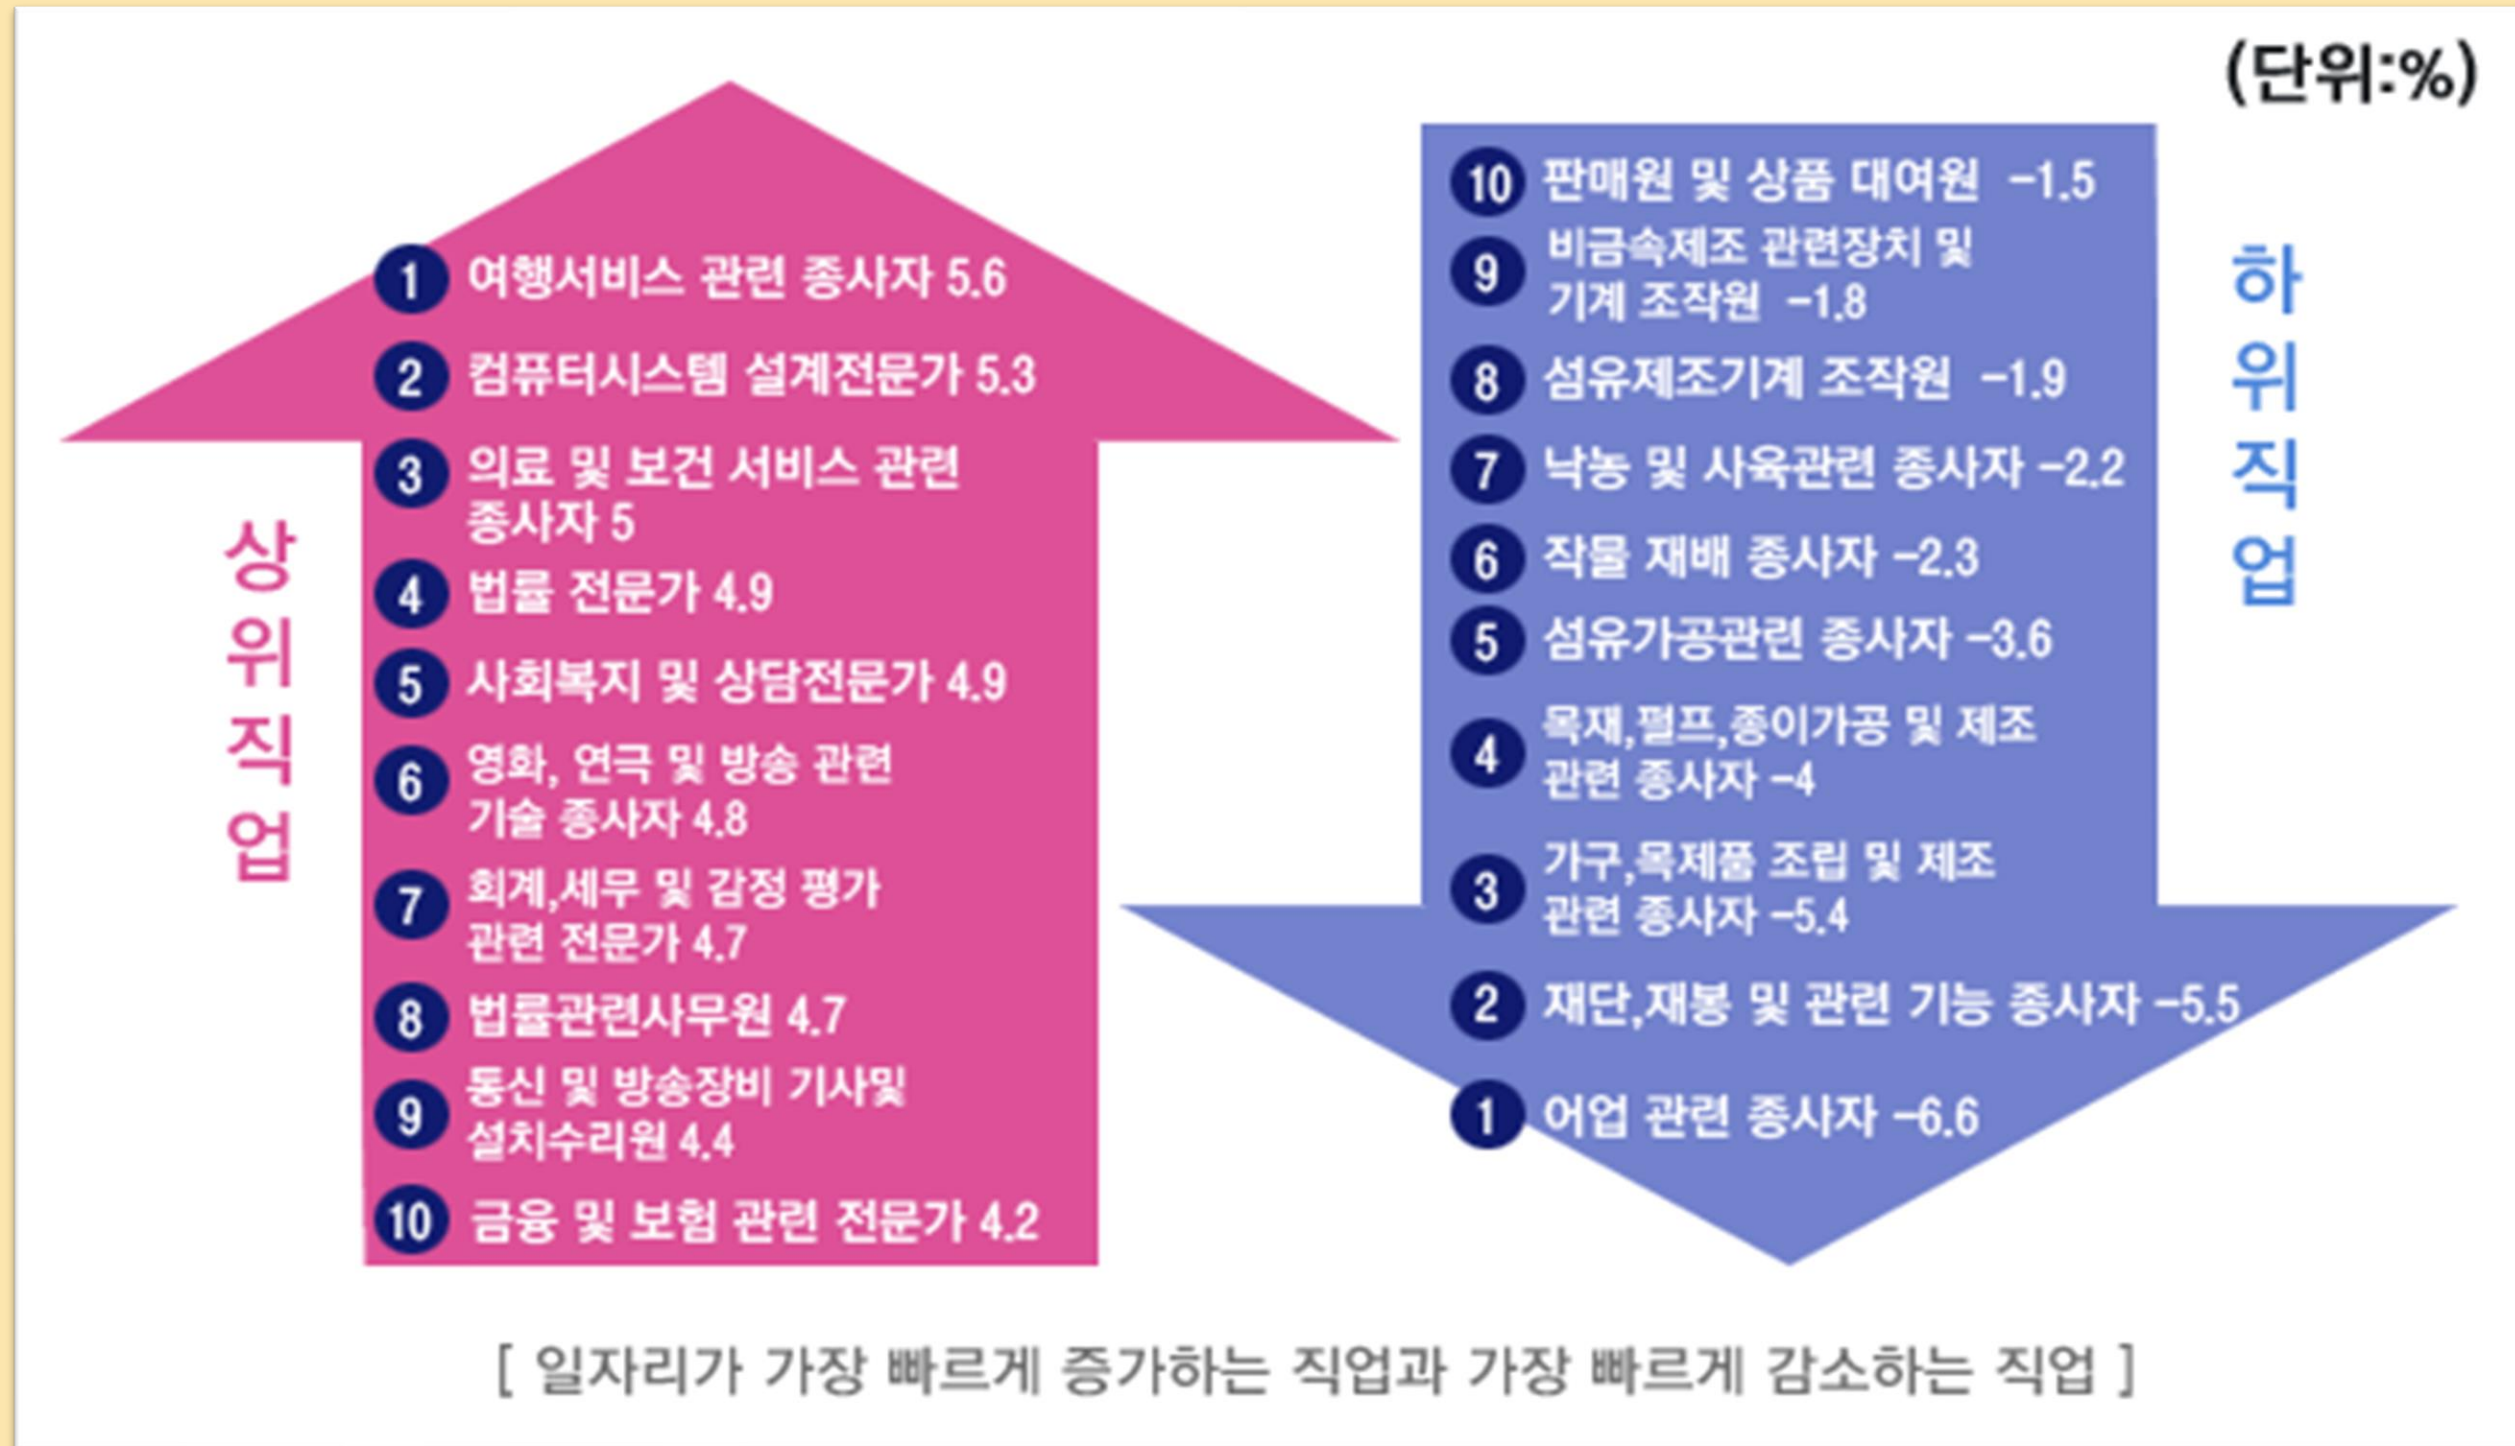 (단위:%)
상위직업
1 여행서비스 관련 종사자 5.6
2 컴퓨터시스템 설계전문가 5.3
3 의료 및 보건 서비스 관련
종사자 5
4 법률 전문가 4.9
5 사회복지 및 상담전문가 4.9
6 영화, 연극 및 방송 관련
기술 종사자 4.8
7 회계,세무 및 감정 평가
관련 전문가 4.7
8 법률관련사무원 4.7
9 통신 및 방송장비 기사및
설치수리원 4.4
10 금융 및 보험 관련 전문가 4.2
하위직업
10 판매원 및 상품 대여원 -1.5
9 비금속제조 관련장치 및
기계 조작원 -1.8
8 섬유제조기계 조작원 -1.9
7 낙농 및 사육관련 종사자 -2.2
6 작물 재배 종사자 -2.3
5 섬유가공관련 종사자 -3.6
4 목재,펄프,종이가공 및 제조
관련 종사자 -4
3 가구,목제품 조립 및 제조
관련 종사자 -5.4
2 재단,재봉 및 관련 기능 종사자 -5.5
1 어업 관련 종사자 -6.6
[ 일자리가 가장 빠르게 증가하는 직업과 가장 빠르게 감소하는 직업 ]